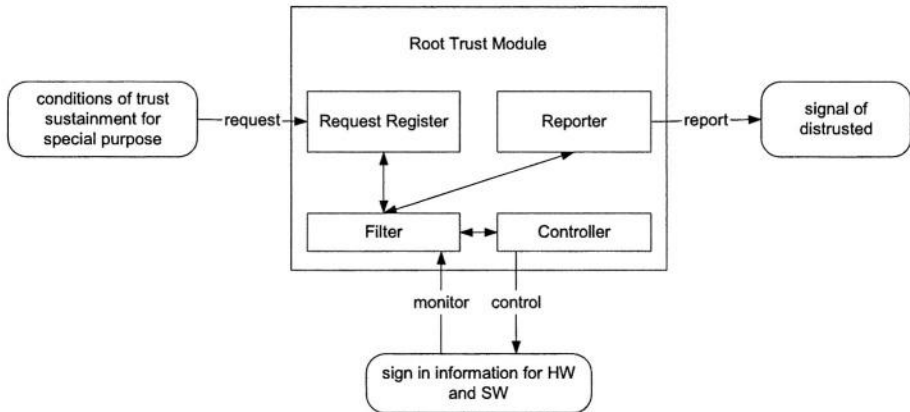 Root Trust Module
conditions of trust
sustainment for
special purpose
request
Request Register
Reporter
report
signal of
distrusted
Filter
Controller
monitor
control
sign in information for HW
and SW